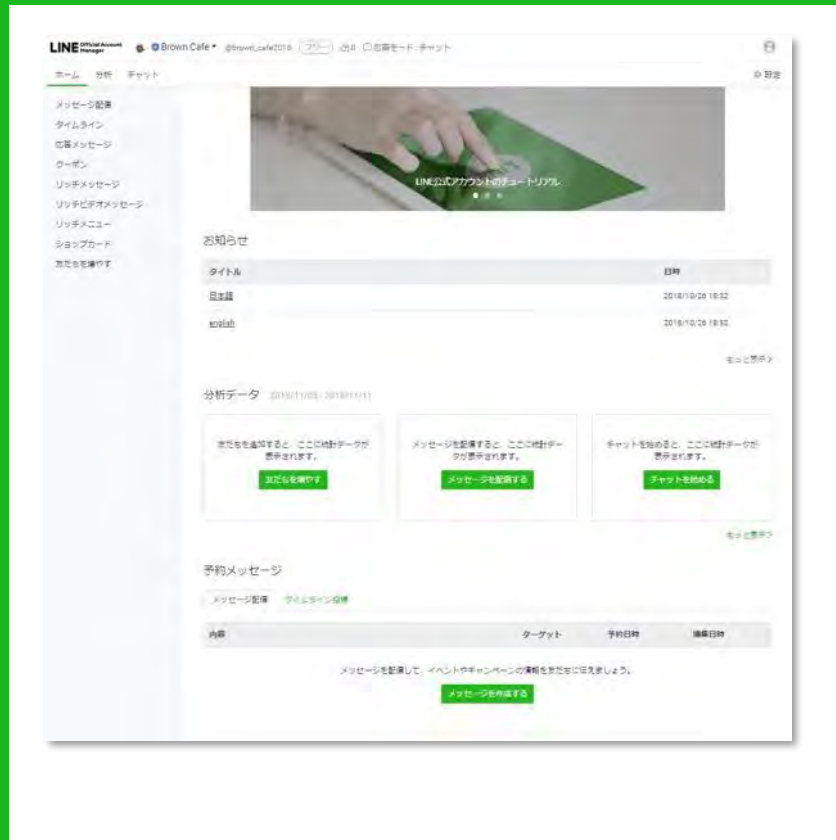 LINE Official Account Manager Brown Cafe @brown_cafe2018 フリー 応答モード:チャット
ホーム 分析 チャット 設定
メッセージ配信
タイムライン
応答メッセージ
クーポン
リッチメッセージ
リッチビデオメッセージ
リッチメニュー
ショップカード
友だちを増やす
LINE公式アカウントのチュートリアル
お知らせ
タイトル 日時
日本語 2018/10/26 18:32
english 2018/10/26
もっと表示
分析データ
友だちを追加すると、ここに統計データが
表示されます。
友だちを増やす
メッセージを配信すると、ここに統計デー
タが表示されます。
メッセージを配信する
チャットを始めると、ここに統計データが
表示されます。
チャットを始める
もっと表示
予約メッセージ
メッセージ配信 タイムライン投稿
内容 ターゲット 予約日時 編集日時
メッセージを配信して、イベントやキャンペーンの情報を友だちに伝えましょう。
メッセージを作成する